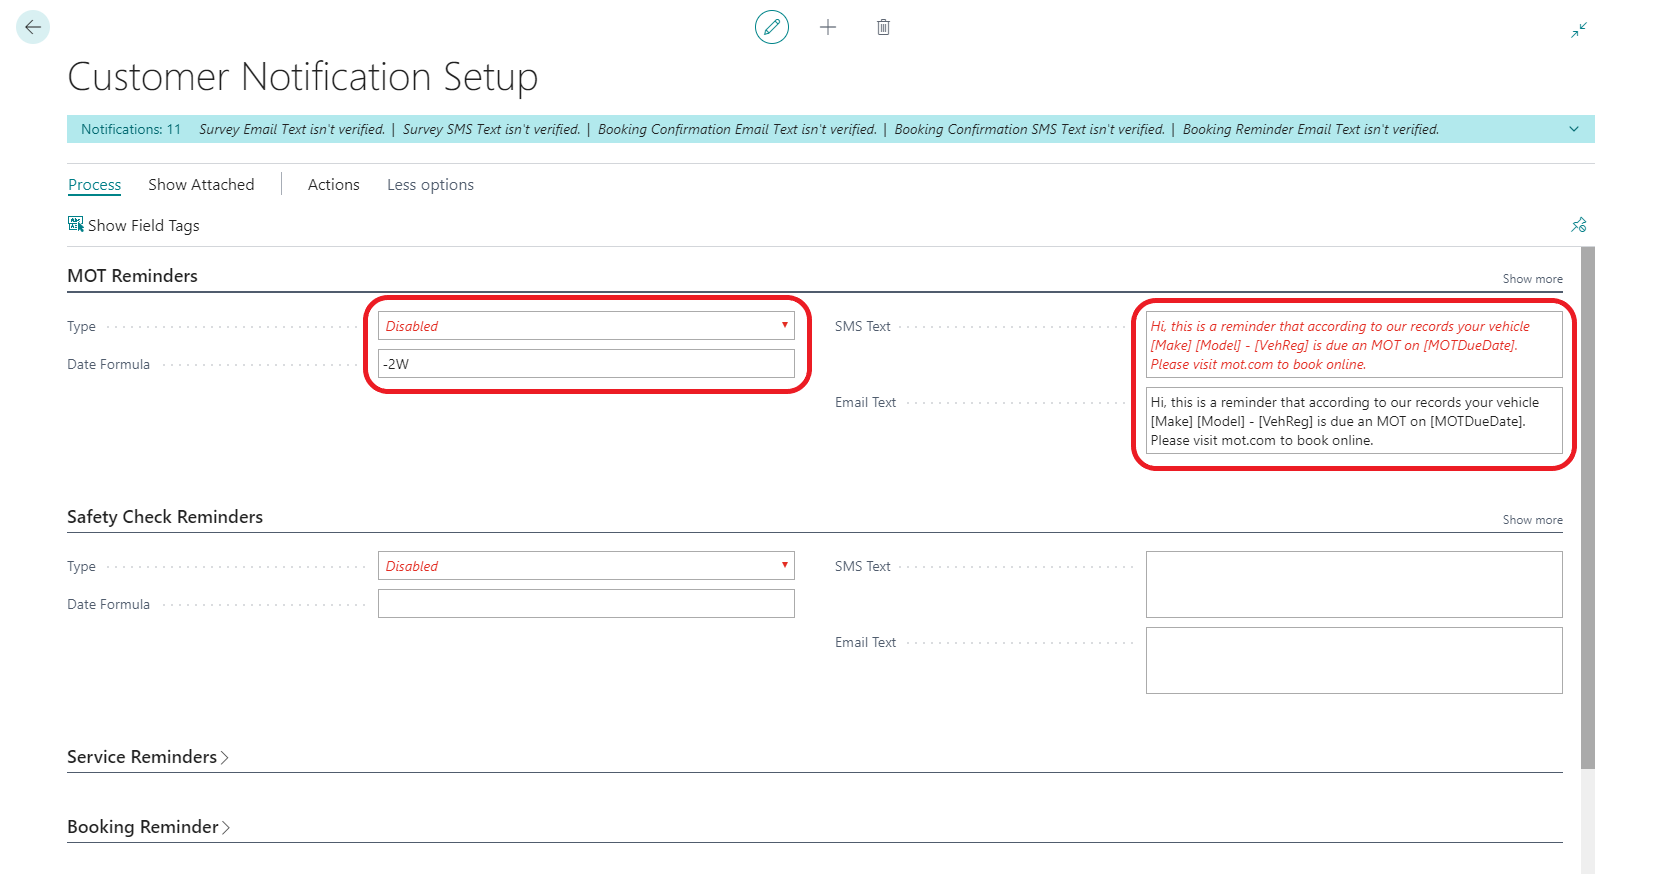 Customer Notification Setup
Notifications: 11 Survey Email Text isn't verified. | Survey SMS Text isn't verified. | Booking Confirmation Email Text isn't verified. | Booking Confirmation SMS Text isn't verified. | Booking Reminder Email Text isn't verified.
Process Show Attached Actions Less options
Show Field Tags
MOT Reminders Show more
Type Disabled
Date Formula -2W
SMS Text
Hi, this is a reminder that according to our records your vehicle
[Make] [Model] - [VehReg] is due an MOT on [MOTDueDate].
Please visit mot.com to book online.
Email Text
Hi, this is a reminder that according to our records your vehicle
[Make] [Model] - [VehReg] is due an MOT on [MOTDueDate].
Please visit mot.com to book online.
Safety Check Reminders Show more
Type Disabled
Date Formula
SMS Text
Email Text
Service Reminders
Booking Reminder